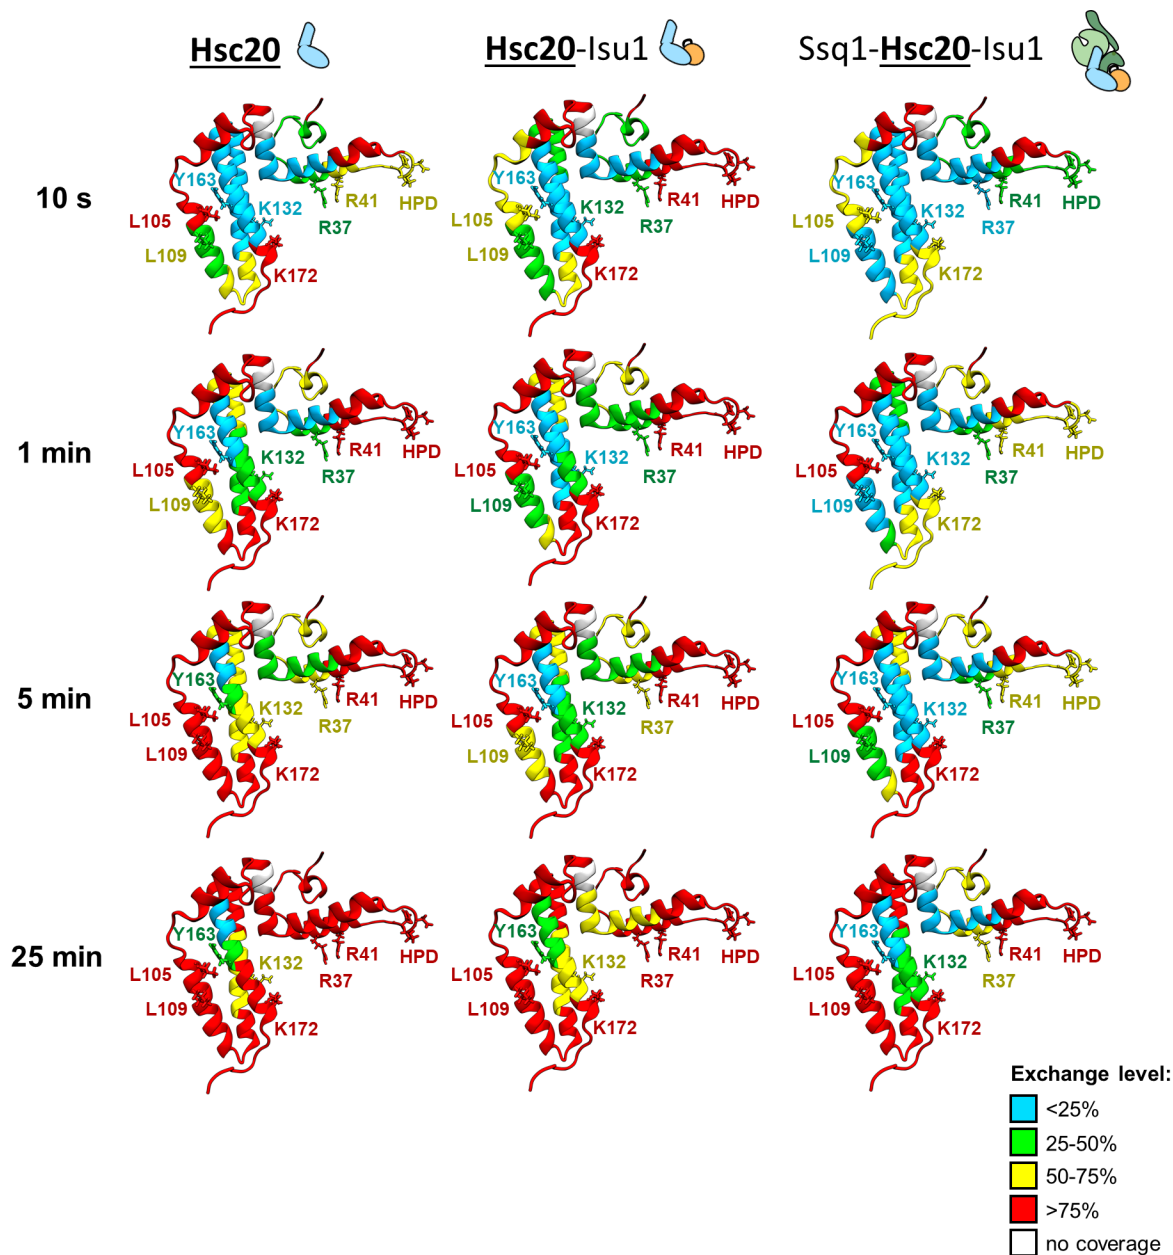 Hsc20
Hsc20-Isu1
Ssq1-Hsc20-Isu1
10 s
Y163
L105
L109
K132
K172
R37
R41
HPD
Y163
L105
L109
K132
K172
R37
R41
HPD
Y163
L105
L109
K132
K172
R37
R41
HPD
1 min
Y163
L105
L109
K132
K172
R37
R41
HPD
Y163
L105
L109
K132
K172
R37
R41
HPD
Y163
L105
L109
K132
K172
R37
R41
HPD
5 min
Y163
L105
L109
K132
K172
R37
R41
HPD
Y163
L105
L109
K132
K172
R37
R41
HPD
Y163
L105
L109
K132
K172
R37
R41
HPD
25 min
Y163
L105
L109
K132
K172
R37
R41
HPD
Y163
L105
L109
K132
K172
R37
R41
HPD
Y163
L105
L109
K132
K172
R37
R41
HPD
Exchange level:
<25%
25-50%
50-75%
>75%
no coverage